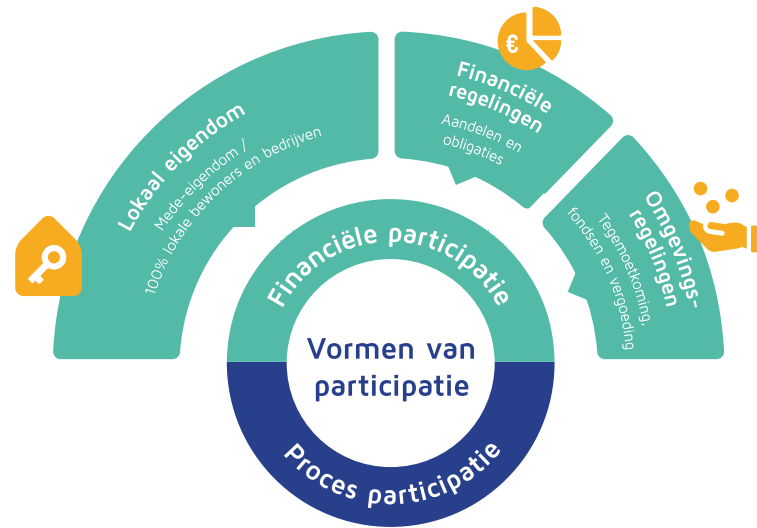 Lokaal eigendom
Mede-eigendom /
100% lokale bewoners en bedrijven
€
Financiële
regelingen
Aandelen en
obligaties
Omgevings-
regelingen
Tegemoetkoming,
fondsen en vergoeding
Financiële participatie
Vormen van
participatie
Proces participatie